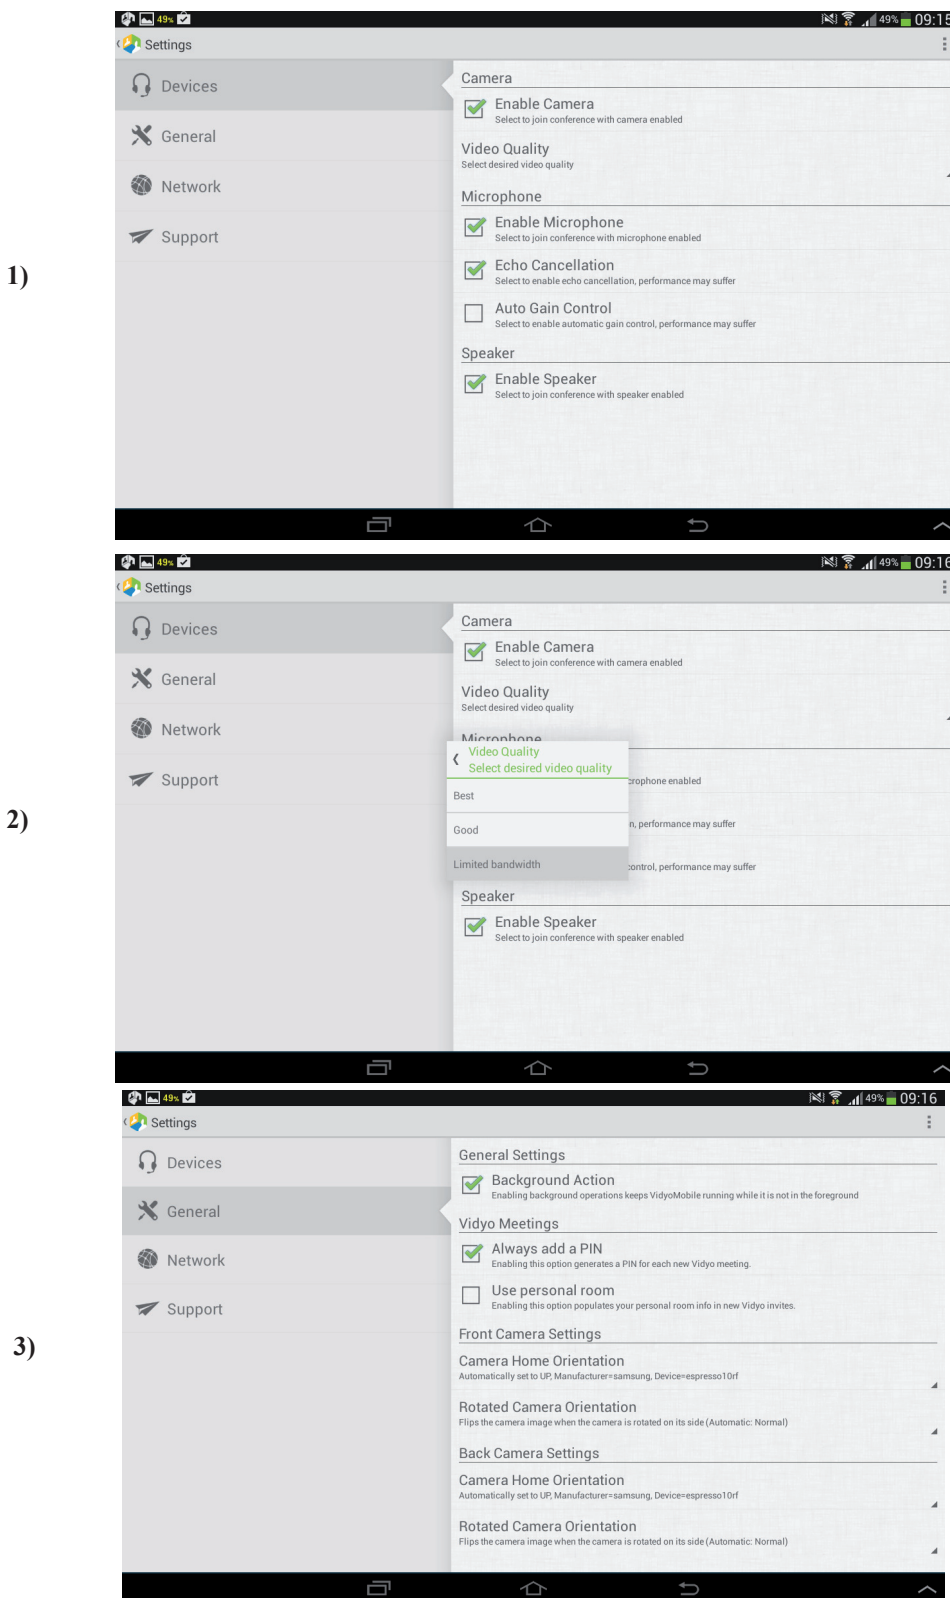 49%
49% 09:15
Settings
Devices
General
Network
Support
Camera
Enable Camera
Select to join conference with camera enabled
Video Quality
Select desired video quality
Microphone
Enable Microphone
Select to join conference with microphone enabled
Echo Cancellation
Select to enable echo cancellation, performance may suffer
Auto Gain Control
Select to enable automatic gain control, performance may suffer
Speaker
Enable Speaker
Select to join conference with speaker enabled
1)
49%
49% 09:16
Settings
Devices
General
Network
Support
Camera
Enable Camera
Select to join conference with camera enabled
Video Quality
Select desired video quality
Microphone
Video Quality
Select desired video quality
Best
Good
Limited bandwidth
crophone enabled
n, performance may suffer
control, performance may suffer
Speaker
Enable Speaker
Select to join conference with speaker enabled
2)
49%
49% 09:16
Settings
Devices
General
Network
Support
General Settings
Background Action
Enabling background operations keeps VidyoMobile running while it is not in the foreground
Vidyo Meetings
Always add a PIN
Enabling this option generates a PIN for each new Vidyo meeting.
Use personal room
Enabling this option populates your personal room info in new Vidyo invites.
Front Camera Settings
Camera Home Orientation
Automatically set to UP, Manufacturer=samsung, Device=espresso10rf
Rotated Camera Orientation
Flips the camera image when the camera is rotated on its side (Automatic: Normal)
Back Camera Settings
Camera Home Orientation
Automatically set to UP, Manufacturer=samsung, Device=espresso10rf
Rotated Camera Orientation
Flips the camera image when the camera is rotated on its side (Automatic: Normal)
3)